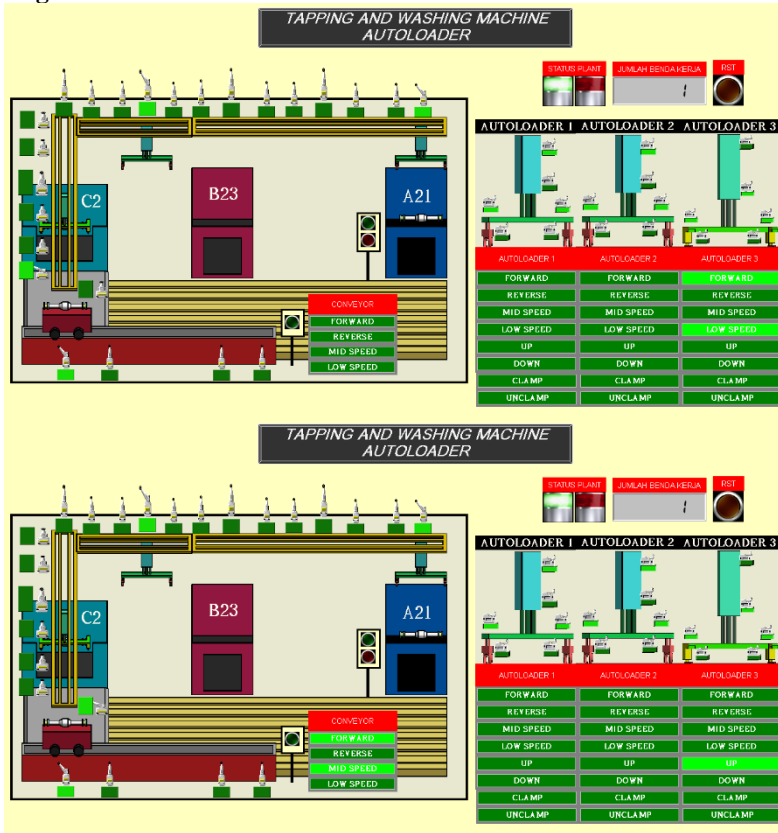 TAPPING AND WASHING MACHINE
AUTOLOADER
STATUS PLANT JUMLAH BENDA KERJA RST
1
AUTOLOADER 1 AUTOLOADER 2 AUTOLOADER 3
C2
B23
A21
AUTOLOADER 1 AUTOLOADER 2 AUTOLOADER 3
FORWARD FORWARD FORWARD
REVERSE REVERSE REVERSE
MID SPEED MID SPEED MID SPEED
LOW SPEED LOW SPEED LOW SPEED
UP UP UP
DOWN DOWN DOWN
CLAMP CLAMP CLAMP
UNCLAMP UNCLAMP UNCLAMP
CONVEYOR
FORWARD
REVERSE
MID SPEED
LOW SPEED
TAPPING AND WASHING MACHINE
AUTOLOADER
STATUS PLANT JUMLAH BENDA KERJA RST
1
AUTOLOADER 1 AUTOLOADER 2 AUTOLOADER 3
C2
B23
A21
AUTOLOADER 1 AUTOLOADER 2 AUTOLOADER 3
FORWARD FORWARD FORWARD
REVERSE REVERSE REVERSE
MID SPEED MID SPEED MID SPEED
LOW SPEED LOW SPEED LOW SPEED
UP UP UP
DOWN DOWN DOWN
CLAMP CLAMP CLAMP
UNCLAMP UNCLAMP UNCLAMP
CONVEYOR
FORWARD
REVERSE
MID SPEED
LOW SPEED